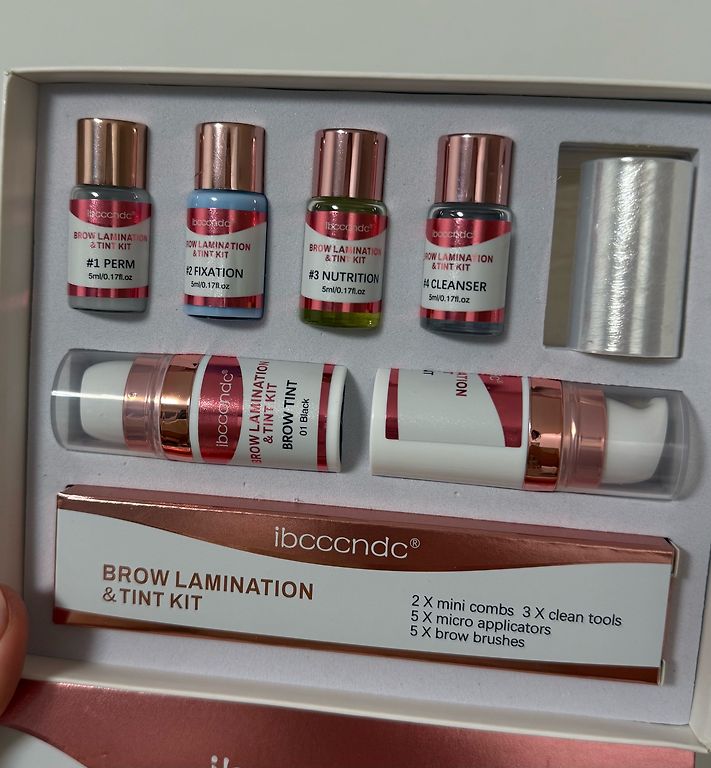 ibcccndc®
BROW LAMINATION
& TINT KIT
#1 PERM
5ml/0.17fl.oz
ibcccndc®
BROW LAMINATION
& TINT KIT
#2 FIXATION
5ml/0.17fl.oz
ibcccndc®
BROW LAMINATION
& TINT KIT
#3 NUTRITION
5ml/0.17fl.oz
ibcccndc®
BROW LAMINATION
& TINT KIT
#4 CLEANSER
5ml/0.17fl.oz
ibcccndc®
BROW LAMINATION
& TINT KIT
BROW TINT
01 Black
ibcccndc®
BROW LAMINATION
& TINT KIT
2 X mini combs 3 X clean tools
5 X micro applicators
5 X brow brushes